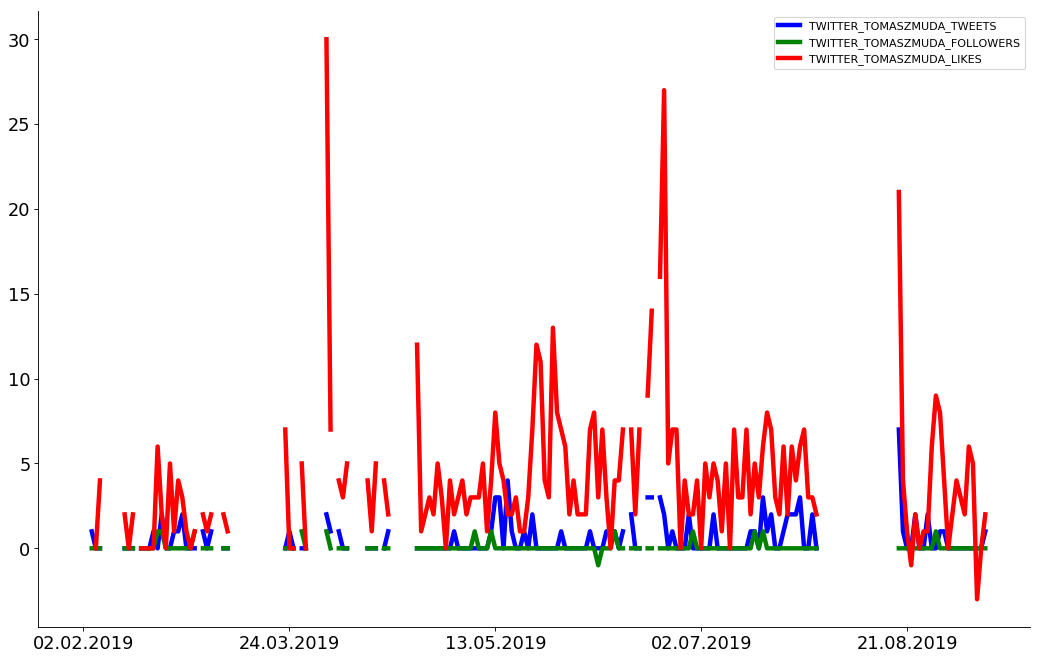 TWITTER_TOMASZMUDA_TWEETS
TWITTER_TOMASZMUDA_FOLLOWERS
TWITTER_TOMASZMUDA_LIKES
30
25
20
15
10
5
0
02.02.2019 24.03.2019 13.05.2019 02.07.2019 21.08.2019